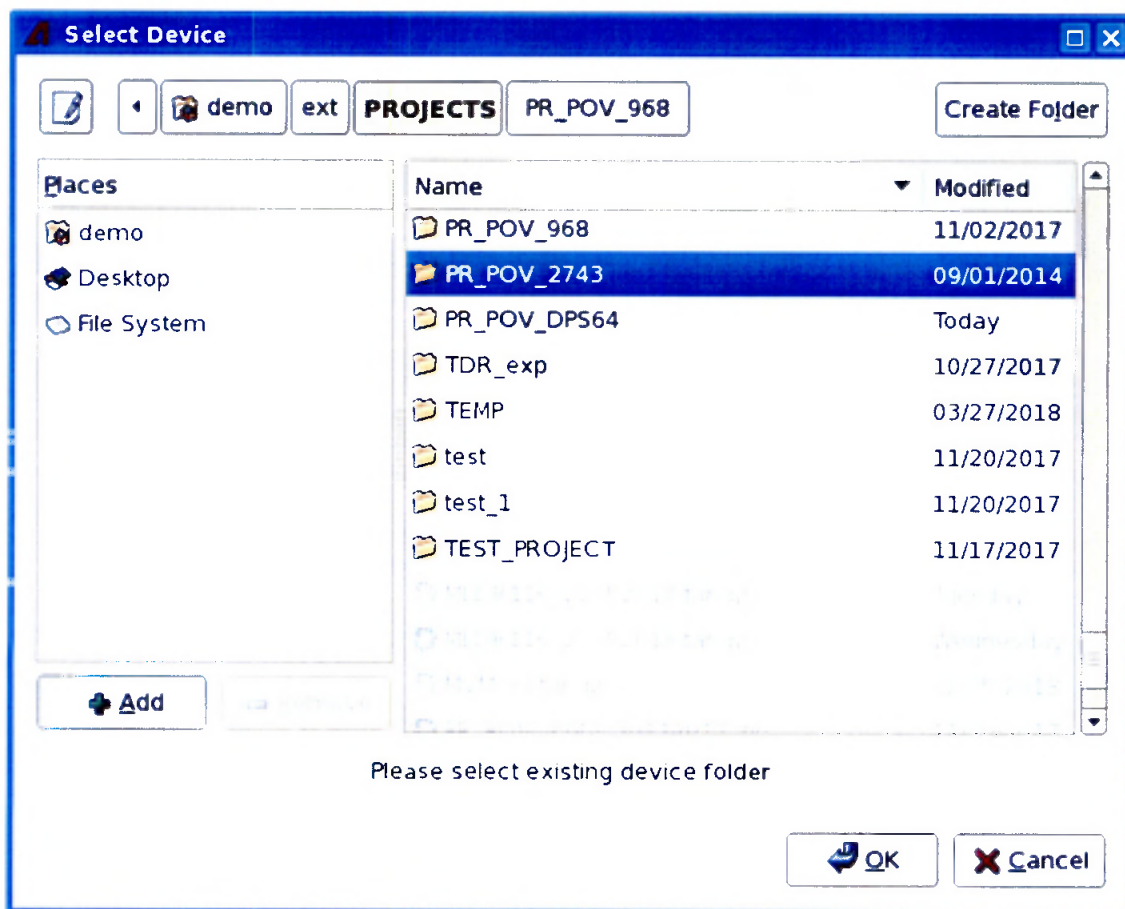 Select Device
demo ext PROJECTS PR_POV_968 Create Folder
Places
demo
Desktop
File System
Name Modified
PR_POV_968 11/02/2017
PR_POV_2743 09/01/2014
PR_POV_DPS64 Today
TDR_exp 10/27/2017
TEMP 03/27/2018
test 11/20/2017
test_1 11/20/2017
TEST_PROJECT 11/17/2017
Add
Please select existing device folder
OK Cancel